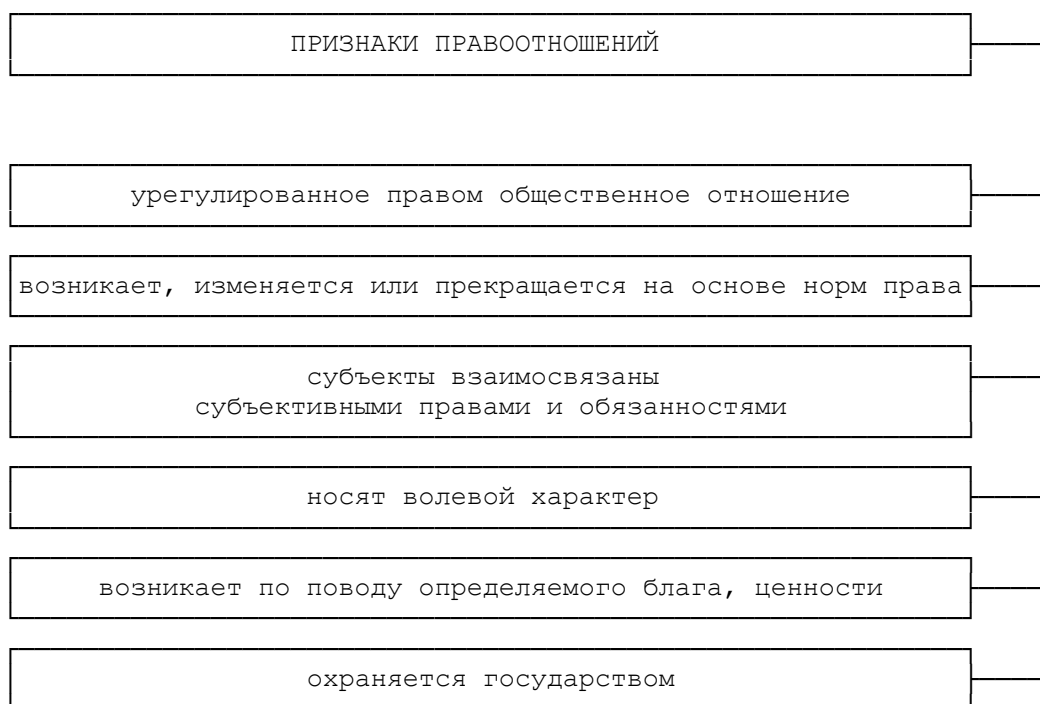 ПРИЗНАКИ ПРАВООТНОШЕНИЙ
урегулированное правом общественное отношение
возникает, изменяется или прекращается на основе норм права
субъекты взаимосвязаны
субъективными правами и обязанностями
носят волевой характер
возникает по поводу определяемого блага, ценности
охраняется государством